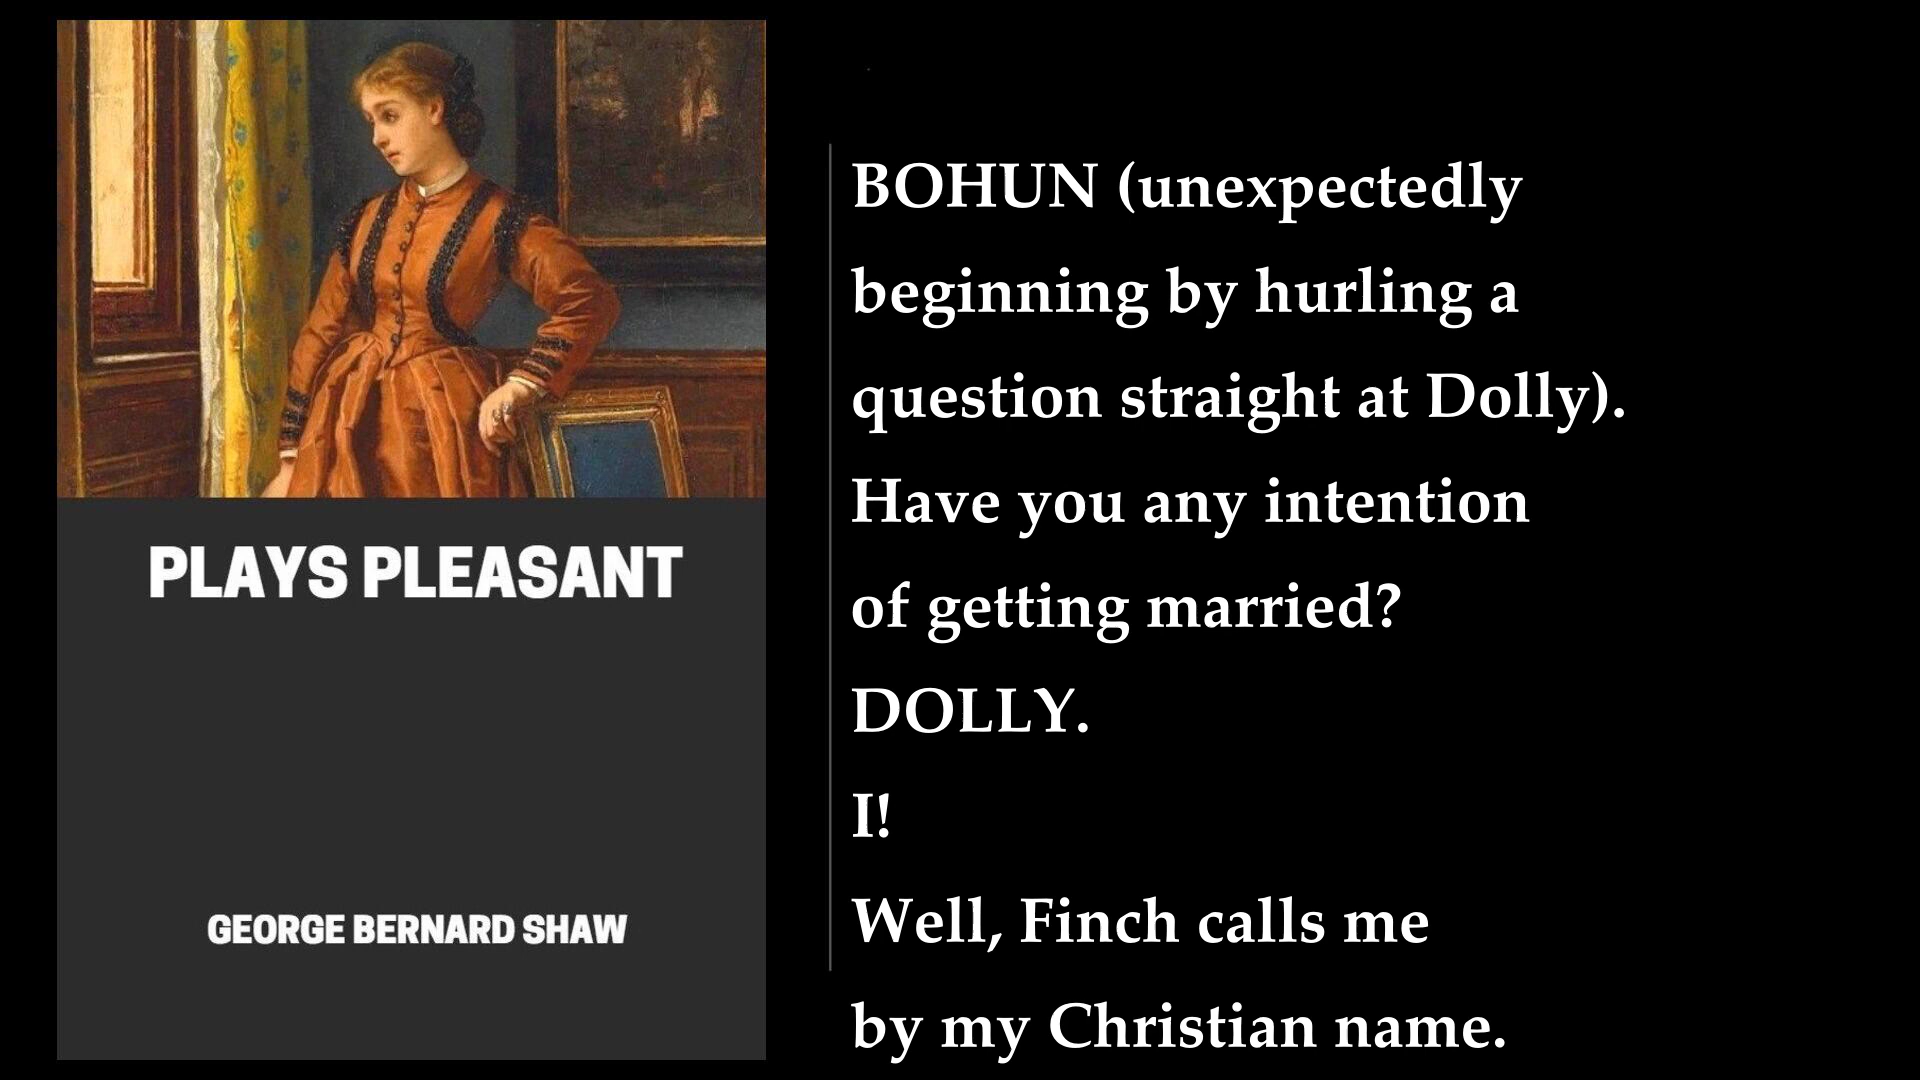 PLAYS PLEASANT
GEORGE BERNARD SHAW
BOHUN (unexpectedly
beginning by hurling a
question straight at Dolly).
Have you any intention
of getting married?
DOLLY.
I!
Well, Finch calls me
by my Christian name.